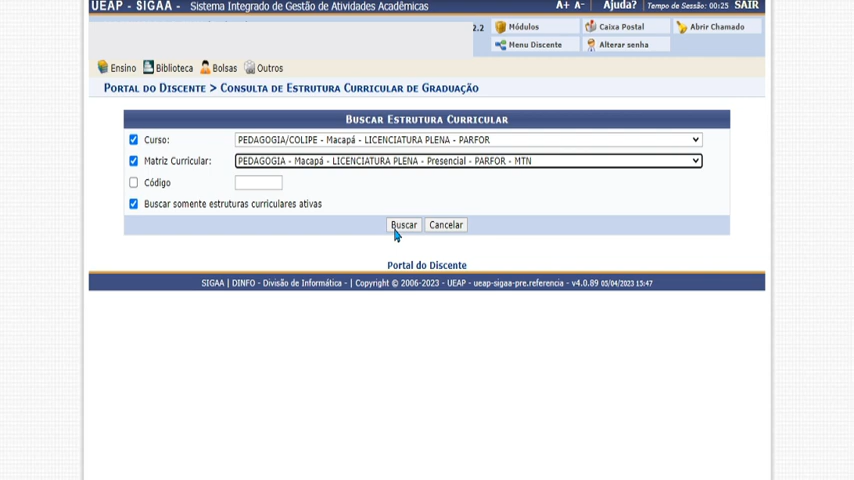 UEAP - SIGAA - Sistema Integrado de Gestão de Atividades Acadêmicas A+ A- Ajuda? Tempo de Sessão: 00:25 SAIR
2.2 Módulos Caixa Postal Abrir Chamado
Menu Discente Alterar senha
Ensino Biblioteca Bolsas Outros
PORTAL DO DISCENTE > CONSULTA DE ESTRUTURA CURRICULAR DE GRADUAÇÃO
BUSCAR ESTRUTURA CURRICULAR
Curso: PEDAGOGIA/COLIPE - Macapá - LICENCIATURA PLENA - PARFOR
Matriz Curricular: PEDAGOGIA - Macapá - LICENCIATURA PLENA - Presencial - PARFOR - MTN
Código
Buscar somente estruturas curriculares ativas
Buscar Cancelar
Portal do Discente
SIGAA | DINFO - Divisão de Informática - | Copyright © 2006-2023 - UEAP - ueap-sigaa-pre.referencia - v4.0.89 05/04/2023 15:47